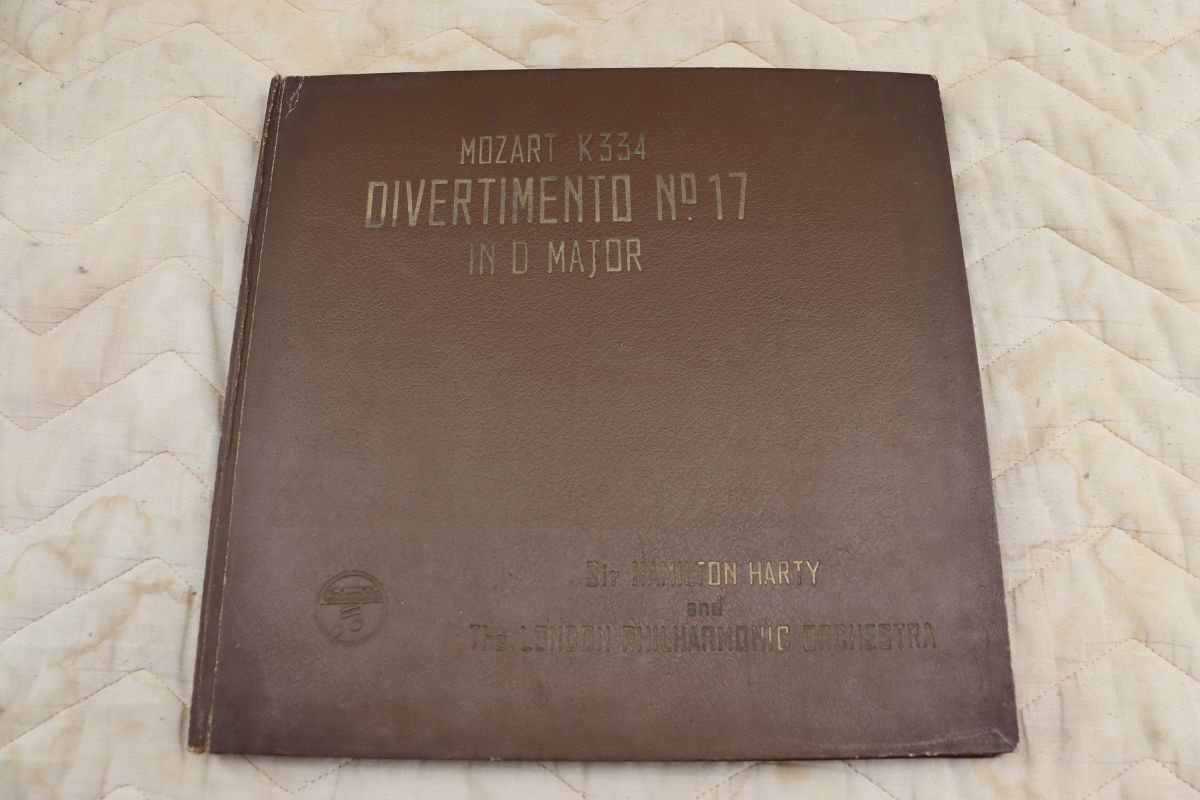 MOZART K334
DIVERTIMENTO Nº 17
IN D MAJOR
Sir HAMILTON HARTY
and
The LONDON PHILHARMONIC ORCHESTRA